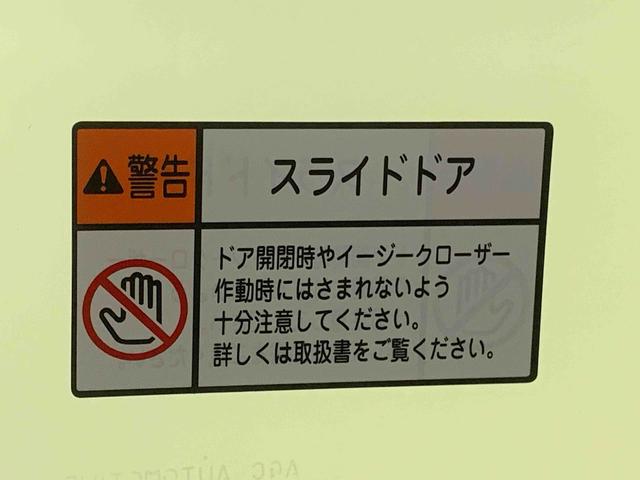 警告
スライドドア
ドア開閉時やイージークローザー
作動時にはさまれないよう
十分注意してください。
詳しくは取扱書をご覧ください。
AGC AUTOMOTIVE